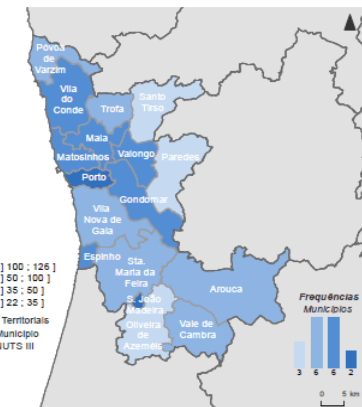 Póvoa
de
Varzim
Vila
do
Conde
Trofa
Santo
Tirso
Maia
Matosinhos
Valongo
Paredes
Porto
Gondomar
Vila
Nova de
Gaia
Espinho
Sta.
Maria da
Feira
Arouca
S. João
Madeira
Oliveira
de
Azeméis
Vale de
Cambra
] 100 ; 125 ]
] 50 ; 100 ]
] 35 ; 50 ]
] 22 ; 35 ]
Territoriais
Município
NUTS III
Frequências
Municípios
3 6 6 2
0 5 km